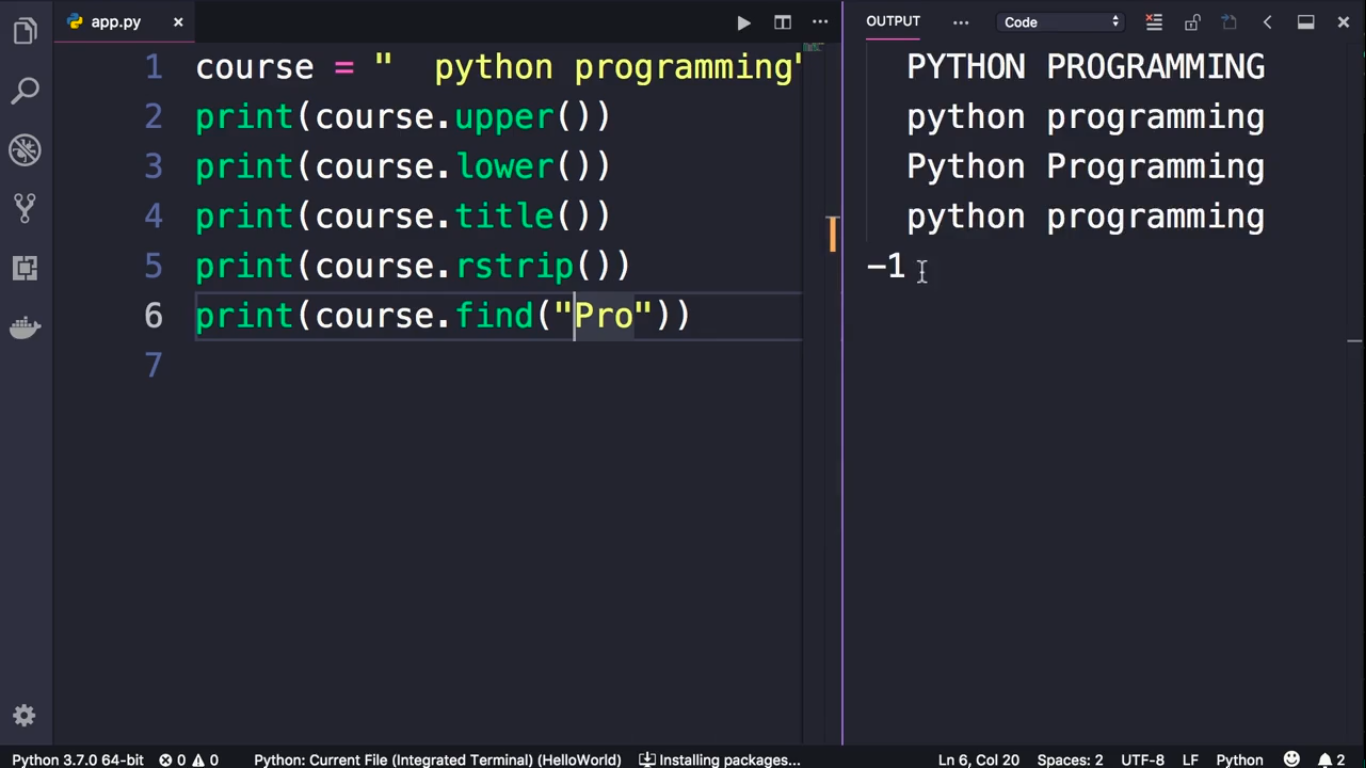 app.py
1 course = "  python programming"
2 print(course.upper())
3 print(course.lower())
4 print(course.title())
5 print(course.rstrip())
6 print(course.find("Pro"))
7
OUTPUT ... Code
  PYTHON PROGRAMMING
  python programming
  Python Programming
  python programming
-1
Python 3.7.0 64-bit 0 0 Python: Current File (Integrated Terminal) (HelloWorld) Installing packages... Ln 6, Col 20 Spaces: 2 UTF-8 LF Python 2